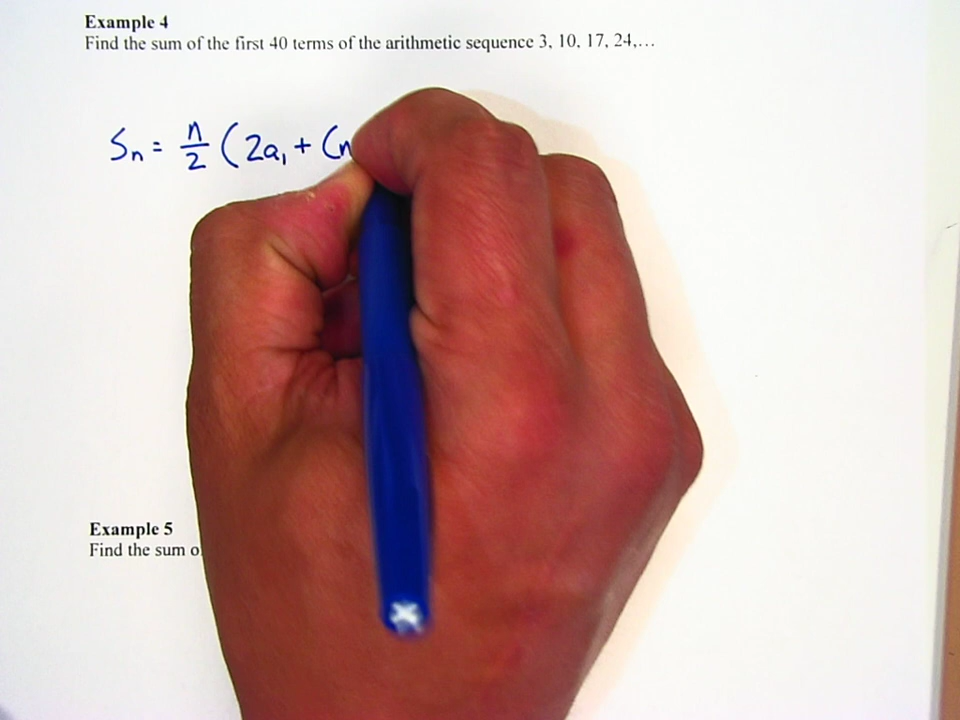 Example 4
Find the sum of the first 40 terms of the arithmetic sequence 3, 10, 17, 24,…
Sn = n/2 (2a₁ + (n
Example 5
Find the sum o